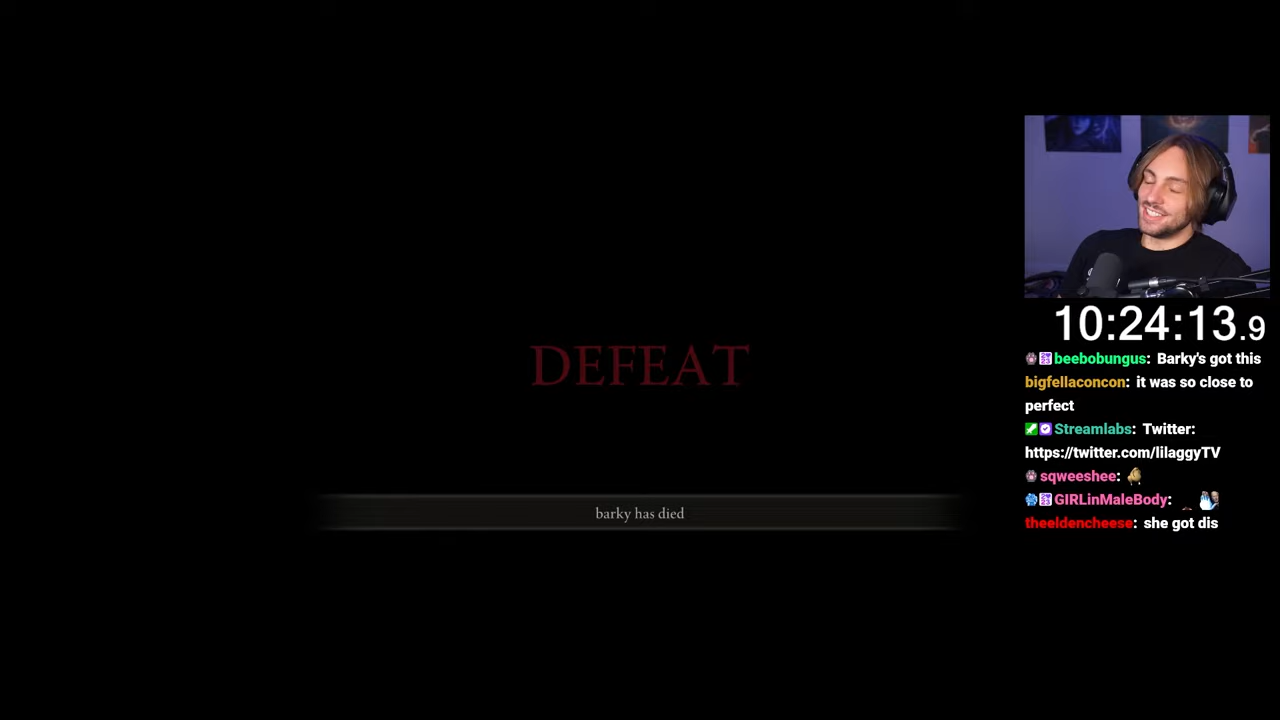 DEFEAT
barky has died
10:24:13.9
beebobungus: Barky's got this
bigfellaconcon: it was so close to
perfect
Streamlabs: Twitter:
https://twitter.com/lilaggyTV
sqweeshee:
GIRLinMaleBody:
theeldencheese: she got dis